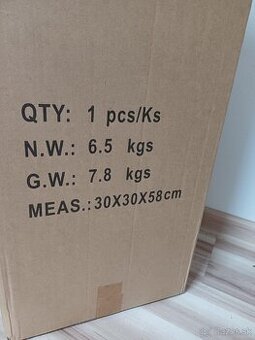 QTY: 1 pcs/Ks
N.W.: 6.5 kgs
G.W.: 7.8 kgs
MEAS.:30X30X58cm